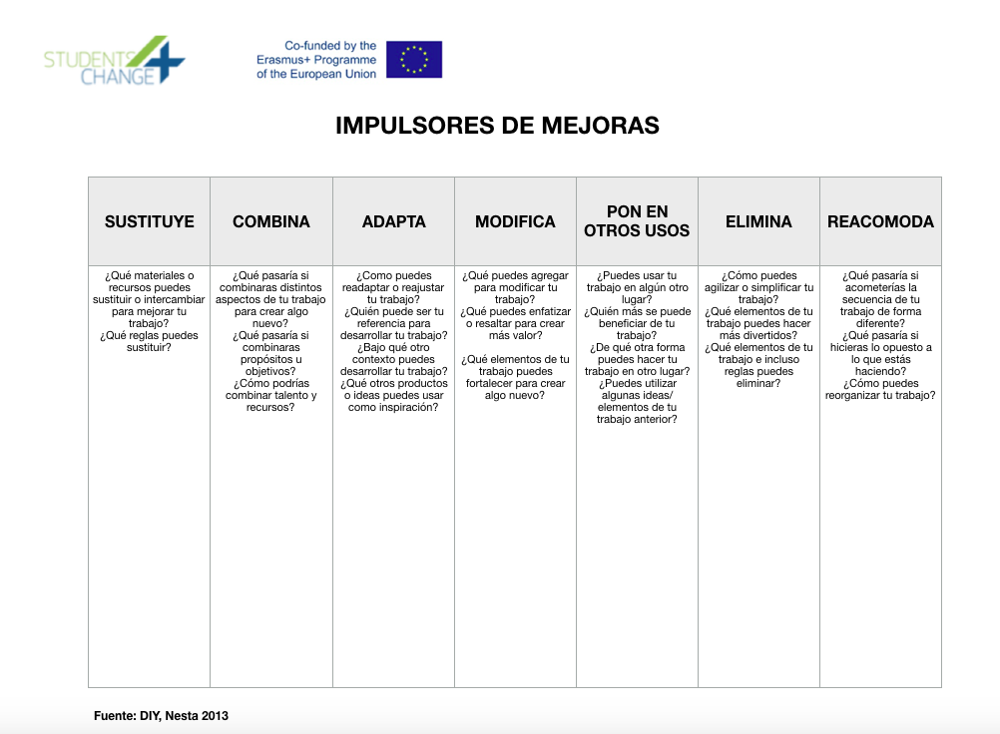 STUDENTS 4
CHANGE
Co-funded by the
Erasmus+ Programme
of the European Union
IMPULSORES DE MEJORAS
SUSTITUYE
¿Qué materiales o
recursos puedes
sustituir o intercambiar
para mejorar tu
trabajo?
¿Qué reglas puedes
sustituir?
COMBINA
¿Qué pasaría si
combinaras distintos
aspectos de tu trabajo
para crear algo
nuevo?
¿Qué pasaría si
combinaras
propósitos u
objetivos?
¿Cómo podrías
combinar talento y
recursos?
ADAPTA
¿Como puedes
readaptar o reajustar
tu trabajo?
¿Quién puede ser tu
referencia para
desarrollar tu trabajo?
¿Bajo qué otro
contexto puedes
desarrollar tu trabajo?
¿Qué otros productos
o ideas puedes usar
como inspiración?
MODIFICA
¿Qué puedes agregar
para modificar tu
trabajo?
¿Qué puedes enfatizar
o resaltar para crear
más valor?
¿Qué elementos de tu
trabajo puedes
fortalecer para crear
algo nuevo?
PON EN
OTROS USOS
¿Puedes usar tu
trabajo en algún otro
lugar?
¿Quién más se puede
beneficiar de tu
trabajo?
¿De qué otra forma
puedes hacer tu
trabajo en otro lugar?
¿Puedes utilizar
algunas ideas/
elementos de tu
trabajo anterior?
ELIMINA
¿Cómo puedes
agilizar o simplificar tu
trabajo?
¿Qué elementos de tu
trabajo puedes hacer
más divertidos?
¿Qué elementos de tu
trabajo e incluso
reglas puedes
eliminar?
REACOMODA
¿Qué pasaría si
acometerías la
secuencia de tu
trabajo de forma
diferente?
¿Qué pasaría si
hicieras lo opuesto a
lo que estás
haciendo?
¿Cómo puedes
reorganizar tu trabajo?
Fuente: DIY, Nesta 2013